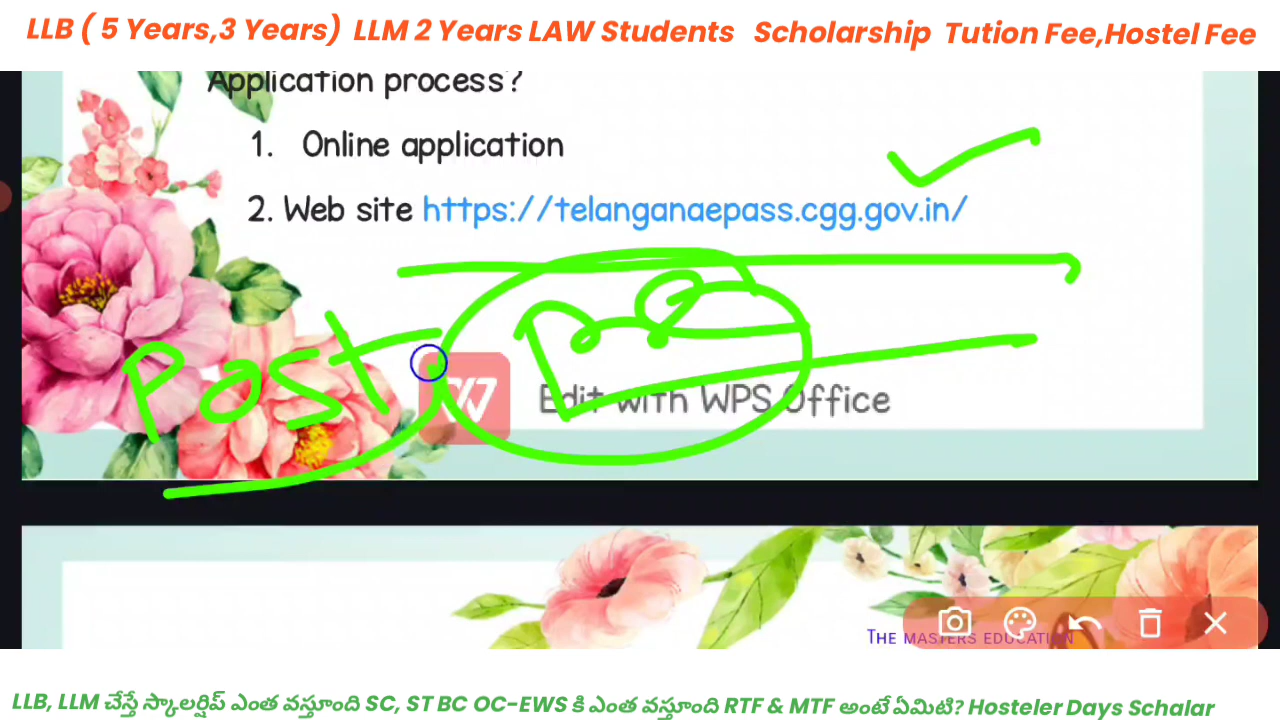 LLB ( 5 Years,3 Years) LLM 2 Years LAW Students Scholarship Tution Fee,Hostel Fee
Application process?
1. Online application
2. Web site https://telanganaepass.cgg.gov.in/
Post
Edit with WPS Office
THE MASTERS EDUCATION
LLB, LLM చేస్తే స్కాలర్షిప్ ఎంత వస్తూంది SC, ST BC OC-EWS కి ఎంత వస్తూంది RTF & MTF అంటే ఏమిటి? Hosteler Days Schalar